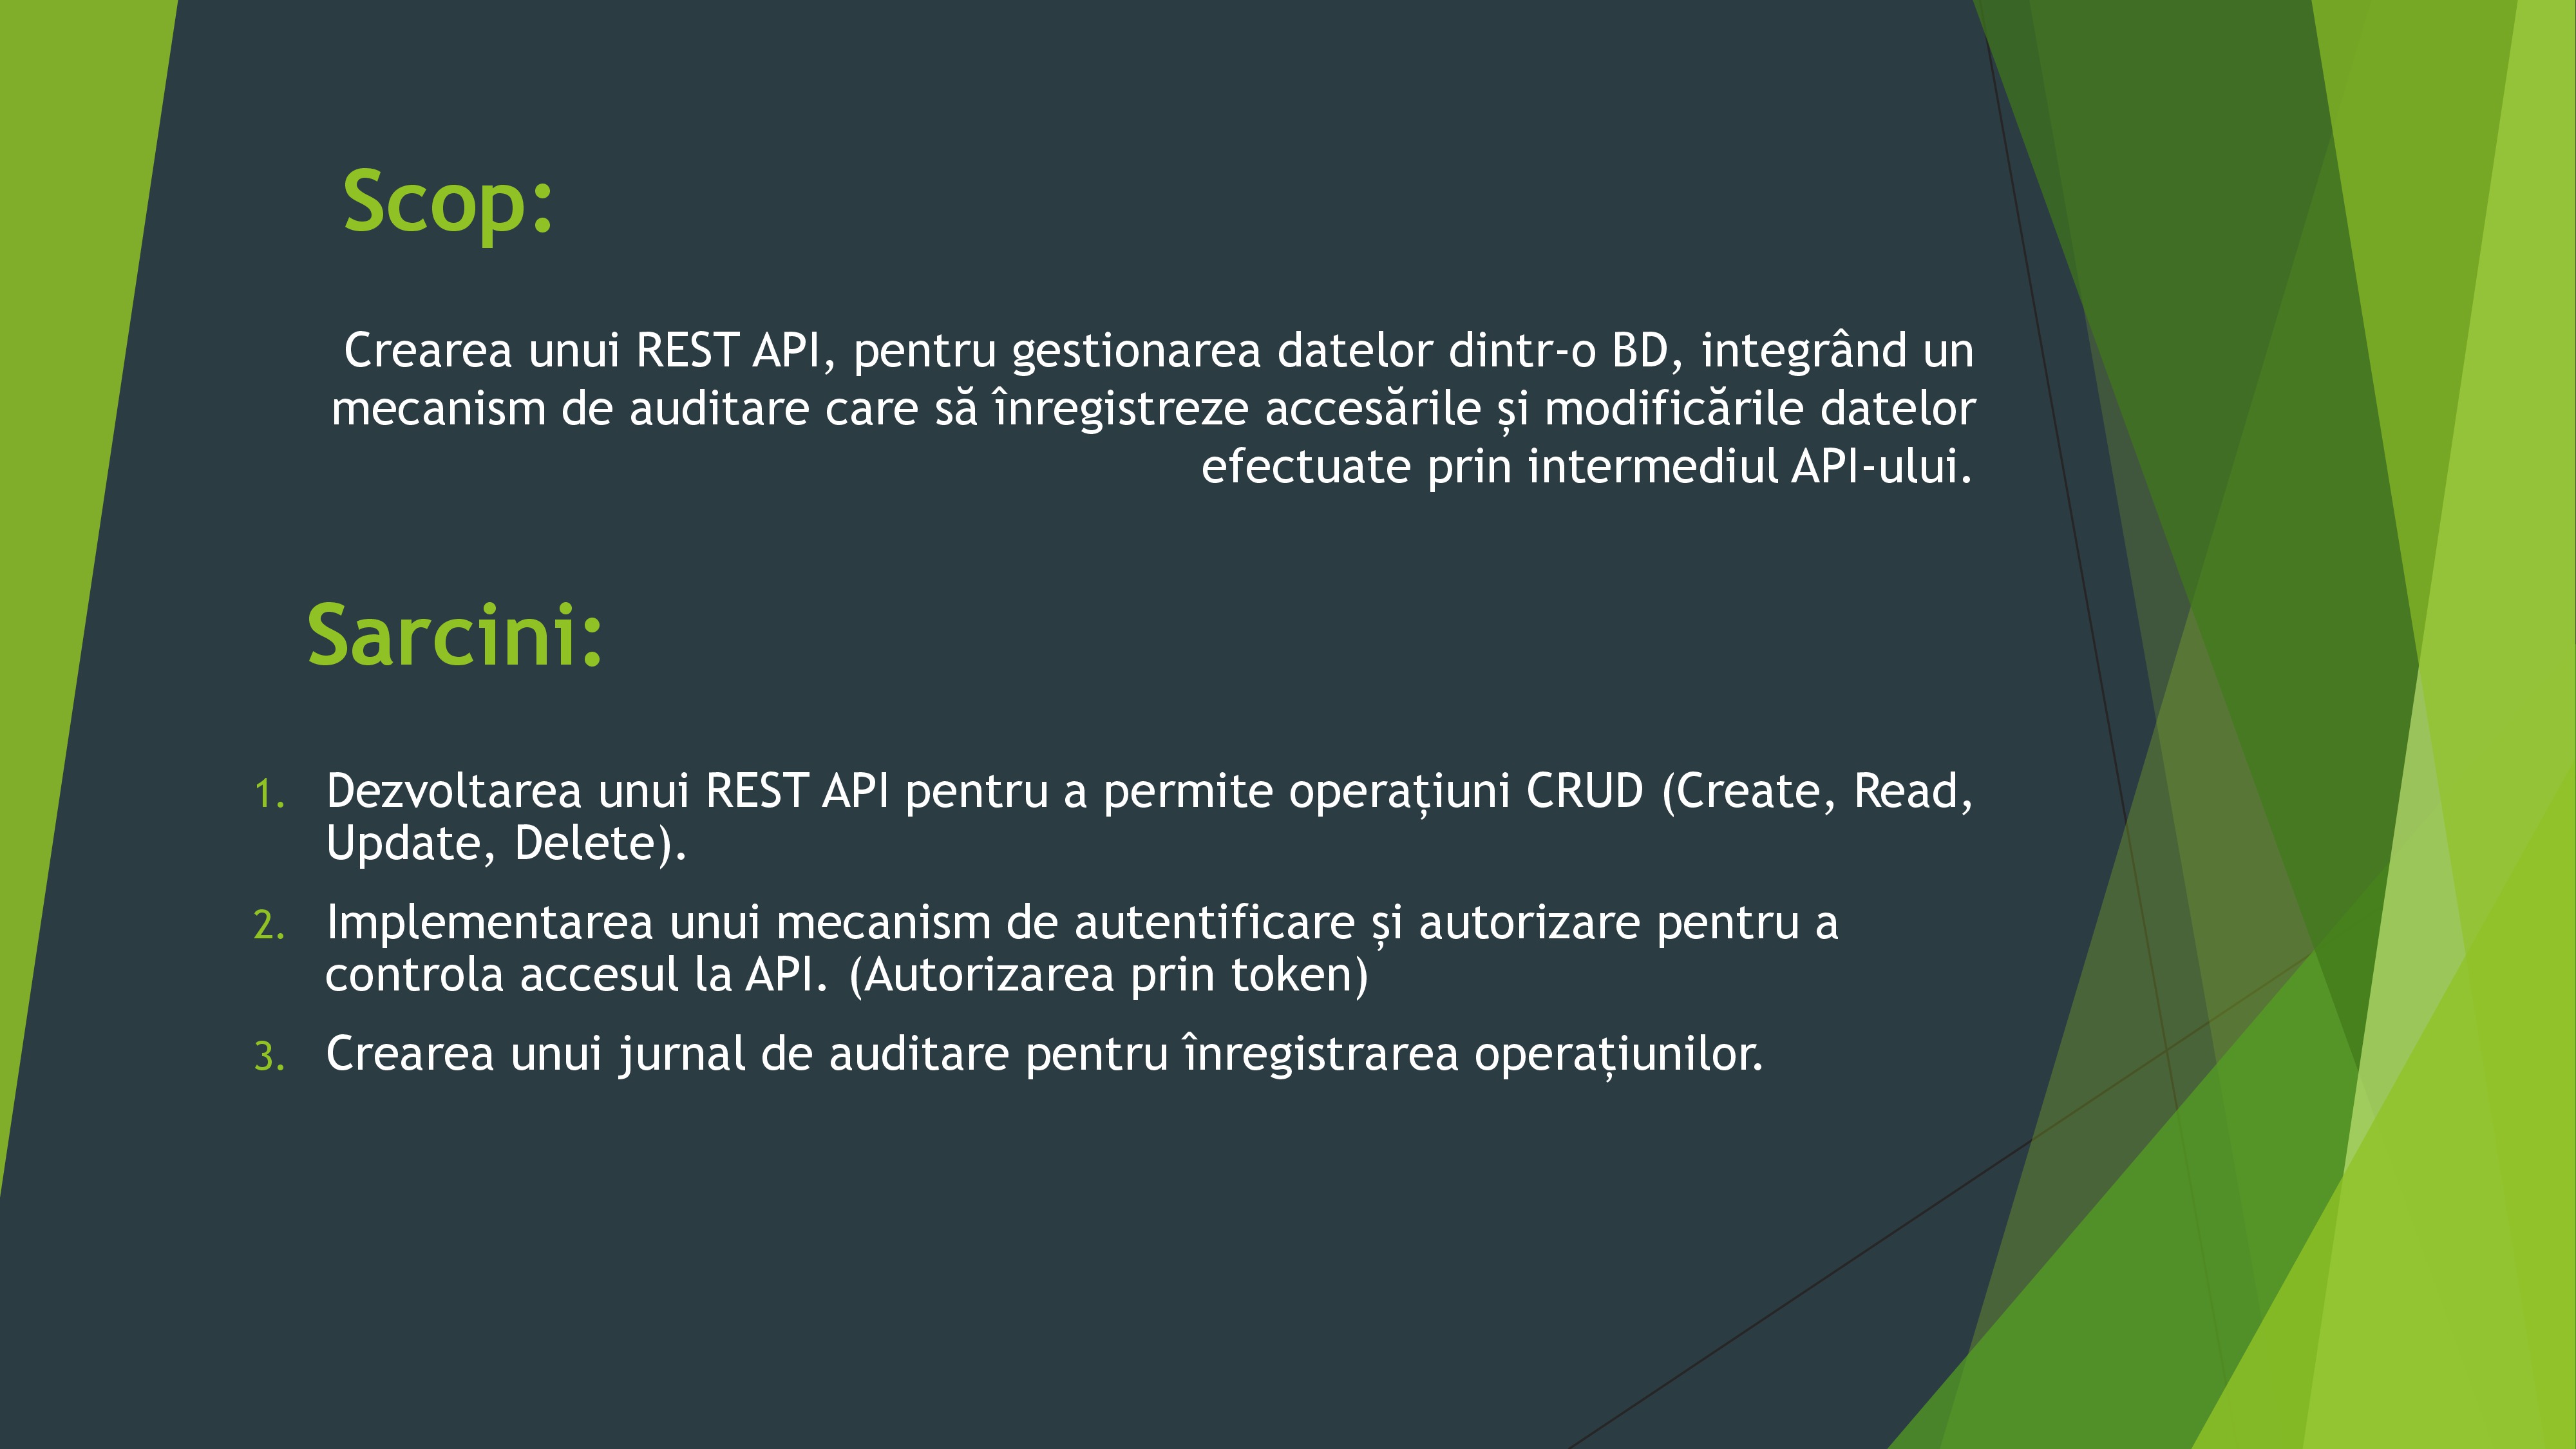 Scop:
Crearea unui REST API, pentru gestionarea datelor dintr-o BD, integrând un
mecanism de auditare care să înregistreze accesările și modificările datelor
efectuate prin intermediul API-ului.
Sarcini:
1. Dezvoltarea unui REST API pentru a permite operațiuni CRUD (Create, Read,
Update, Delete).
2. Implementarea unui mecanism de autentificare și autorizare pentru a
controla accesul la API. (Autorizarea prin token)
3. Crearea unui jurnal de auditare pentru înregistrarea operațiunilor.